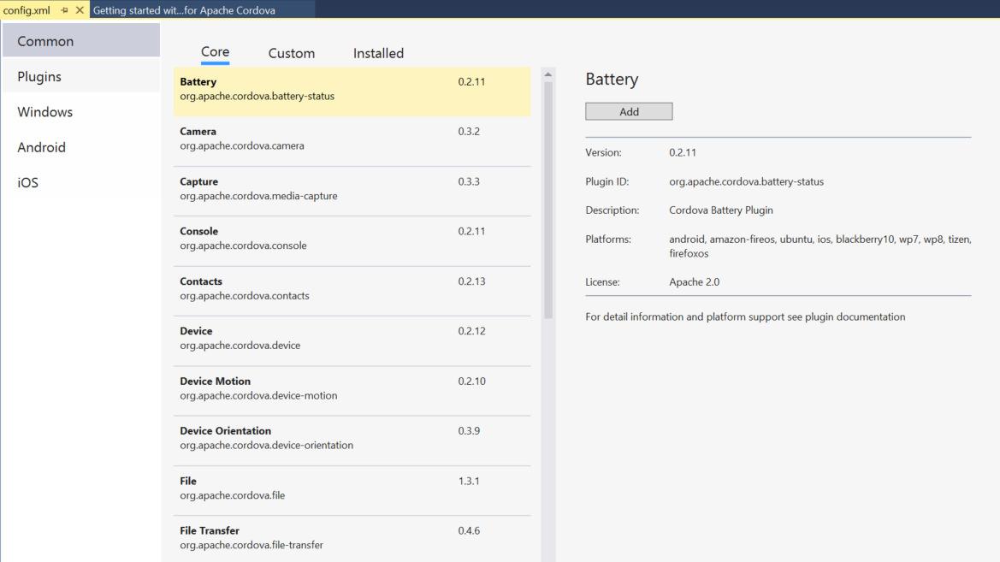 config.xml
Getting started wit...for Apache Cordova
Common
Plugins
Windows
Android
iOS
Core Custom Installed
Battery 0.2.11
org.apache.cordova.battery-status
Camera 0.3.2
org.apache.cordova.camera
Capture 0.3.3
org.apache.cordova.media-capture
Console 0.2.11
org.apache.cordova.console
Contacts 0.2.13
org.apache.cordova.contacts
Device 0.2.12
org.apache.cordova.device
Device Motion 0.2.10
org.apache.cordova.device-motion
Device Orientation 0.3.9
org.apache.cordova.device-orientation
File 1.3.1
org.apache.cordova.file
File Transfer 0.4.6
org.apache.cordova.file-transfer
Battery
Add
Version: 0.2.11
Plugin ID: org.apache.cordova.battery-status
Description: Cordova Battery Plugin
Platforms: android, amazon-fireos, ubuntu, ios, blackberry10, wp7, wp8, tizen,
firefoxos
License: Apache 2.0
For detail information and platform support see plugin documentation